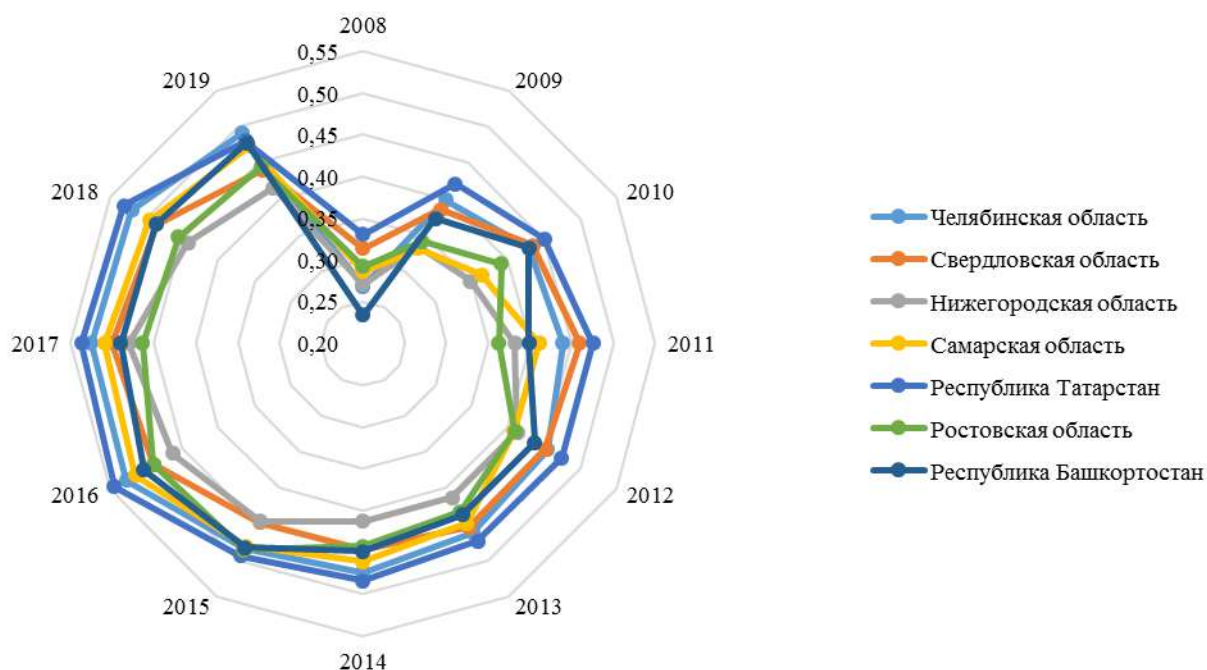 2008
0,55
2019
2009
0,50
0,45
0,40
2018
2010
0,35
0,30
0,25
2017
0,20
2011
2016
2012
2015
2013
2014
Челябинская область
Свердловская область
Нижегородская область
Самарская область
Республика Татарстан
Ростовская область
Республика Башкортостан